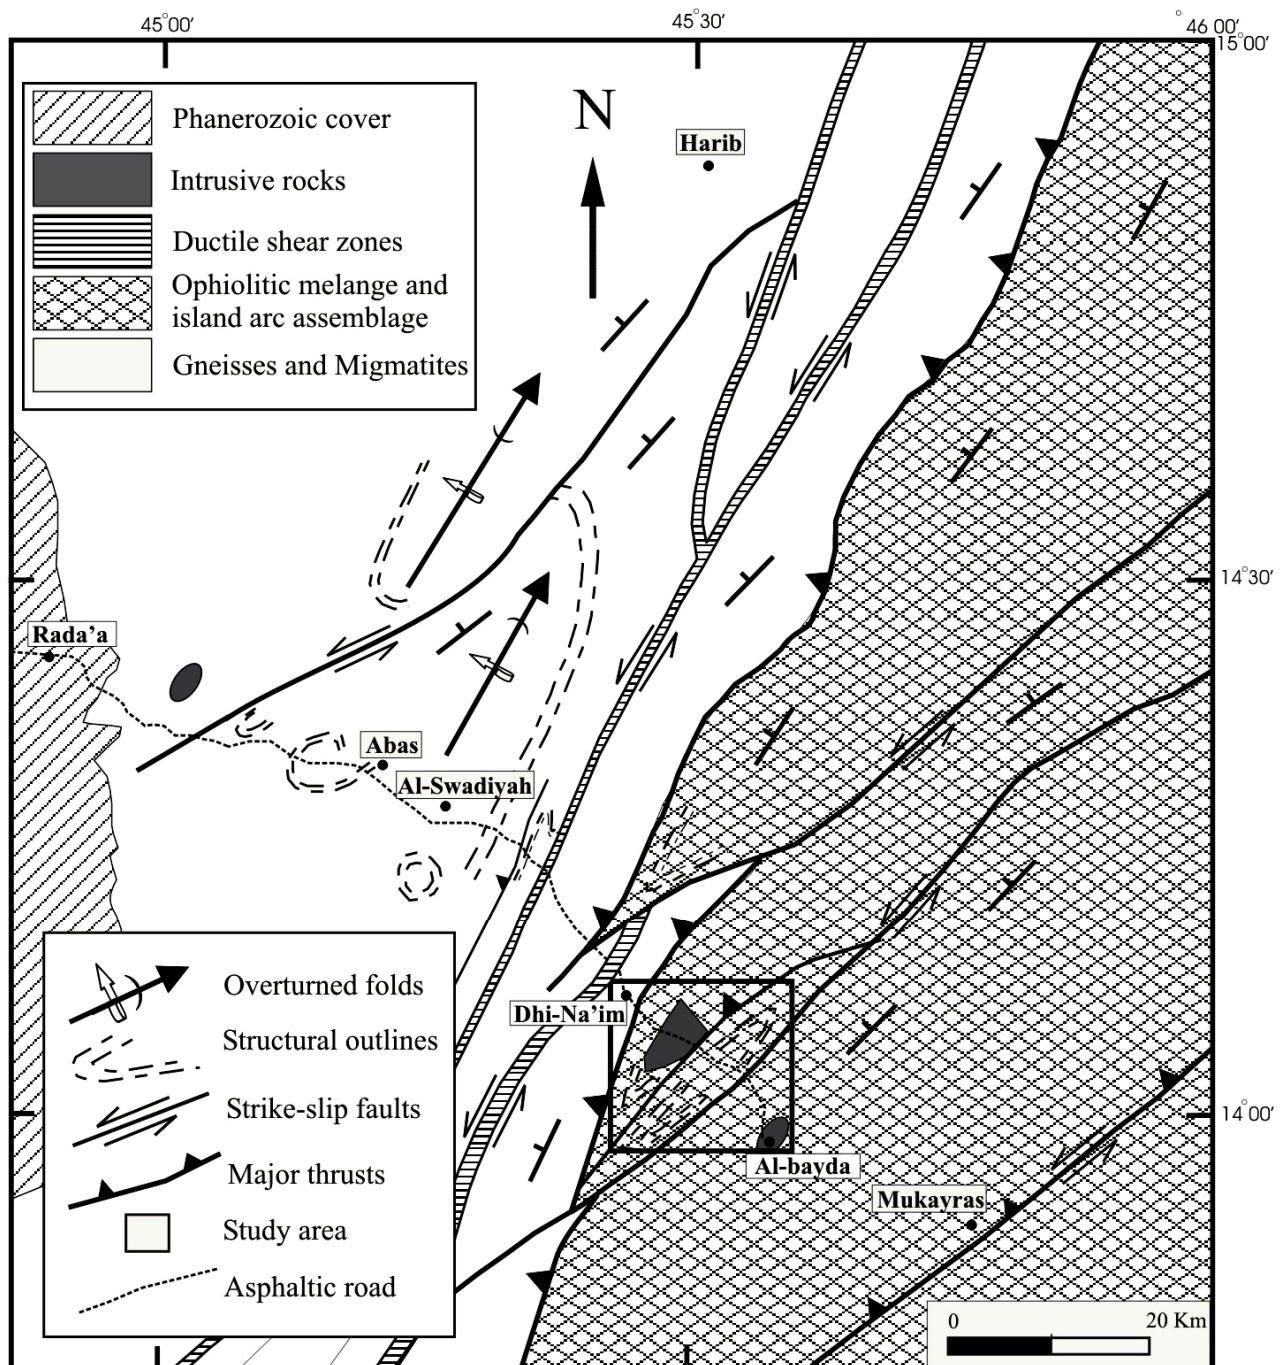 45°00' 45°30' 46°00'
15°00'
Phanerozoic cover
Intrusive rocks
Ductile shear zones
Ophiolitic melange and
island arc assemblage
Gneisses and Migmatites
N
Harib
14°30'
Rada'a
Abas
Al-Swadiyah
Dhi-Na'im
14°00'
Al-bayda
Mukayras
Overturned folds
Structural outlines
Strike-slip faults
Major thrusts
Study area
Asphaltic road
0 20 Km